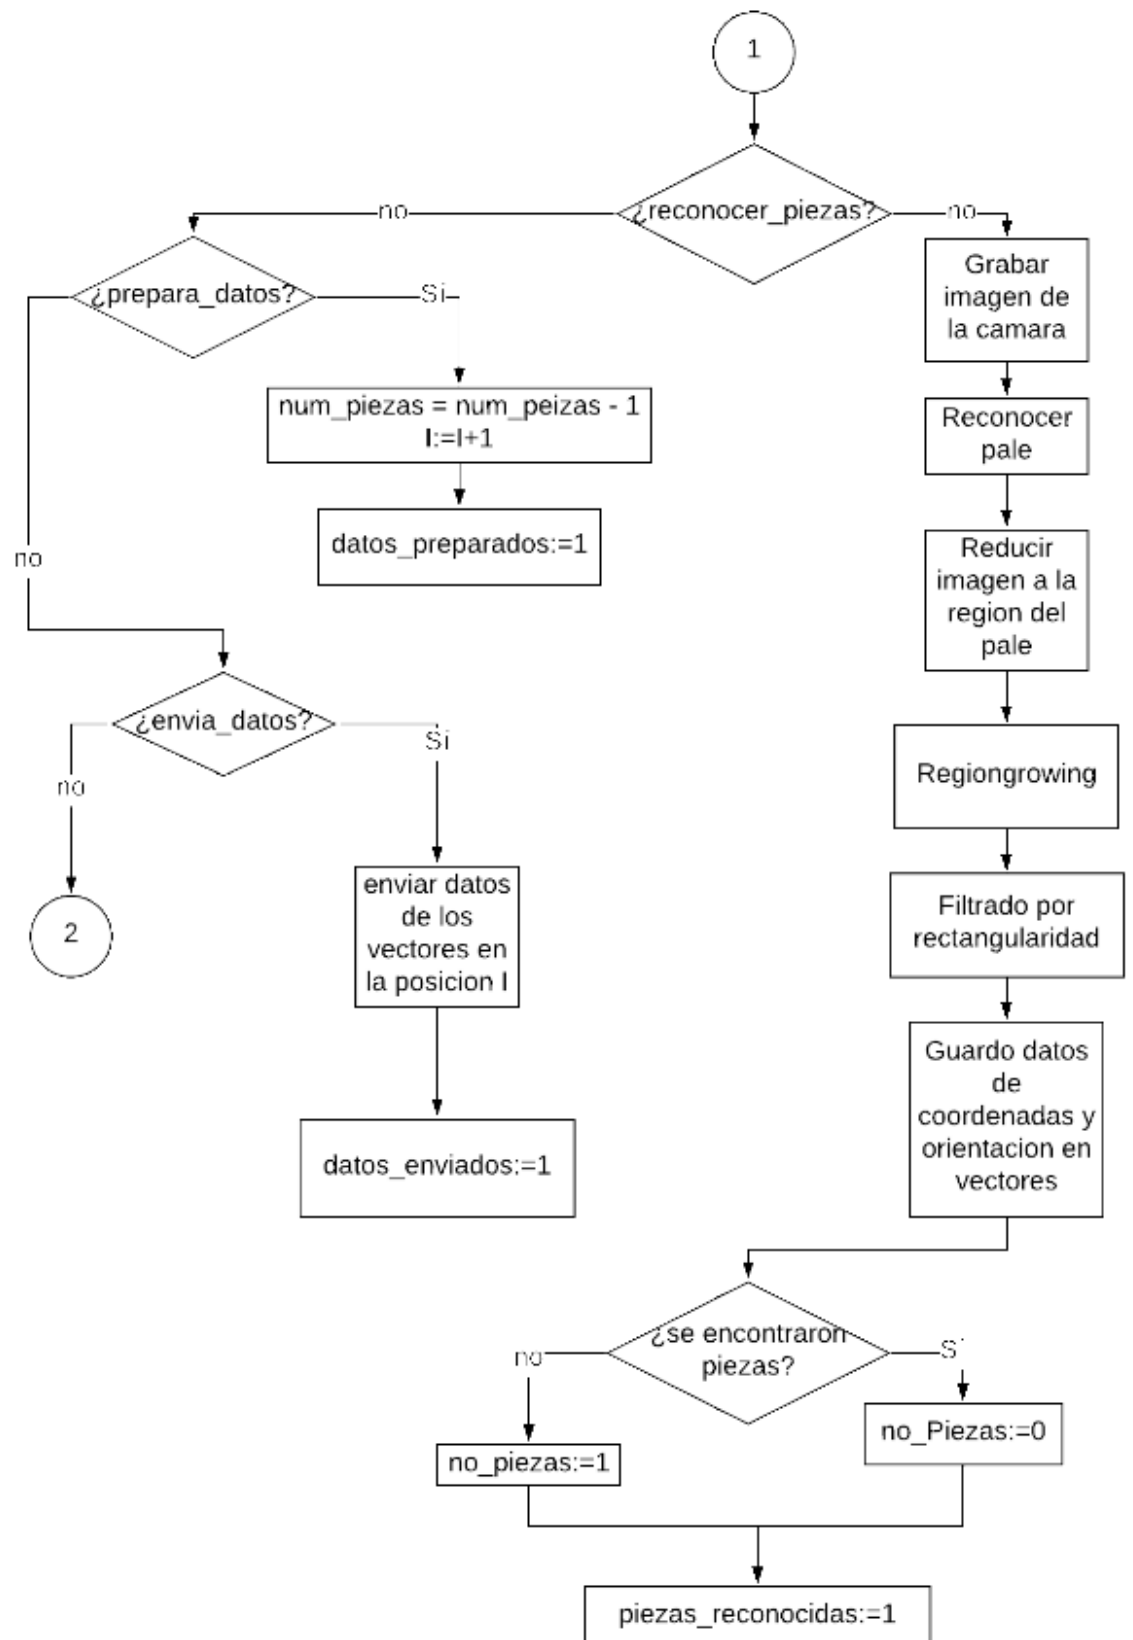 1
¿reconocer_piezas?
no
no
¿prepara_datos?
Si
Grabar
imagen de
la camara
num_piezas = num_peizas - 1
I:=I+1
Reconocer
pale
datos_preparados:=1
no
Reducir
imagen a la
region del
pale
¿envia_datos?
Si
no
Regiongrowing
2
enviar datos
de los
vectores en
la posicion I
Filtrado por
rectangularidad
datos_enviados:=1
Guardo datos
de
coordenadas y
orientacion en
vectores
¿se encontraron
piezas?
no
Si
no_piezas:=1
no_Piezas:=0
piezas_reconocidas:=1